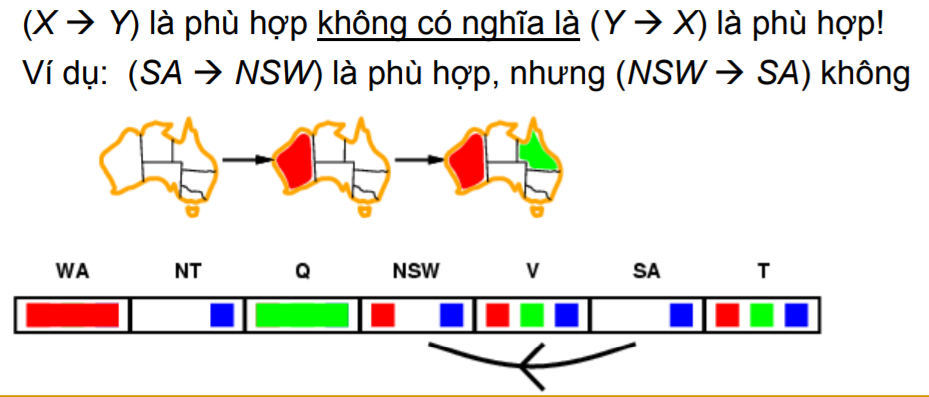 (X → Y) là phù hợp không có nghĩa là (Y → X) là phù hợp!
Ví dụ: (SA → NSW) là phù hợp, nhưng (NSW → SA) không
WA NT Q NSW V SA T